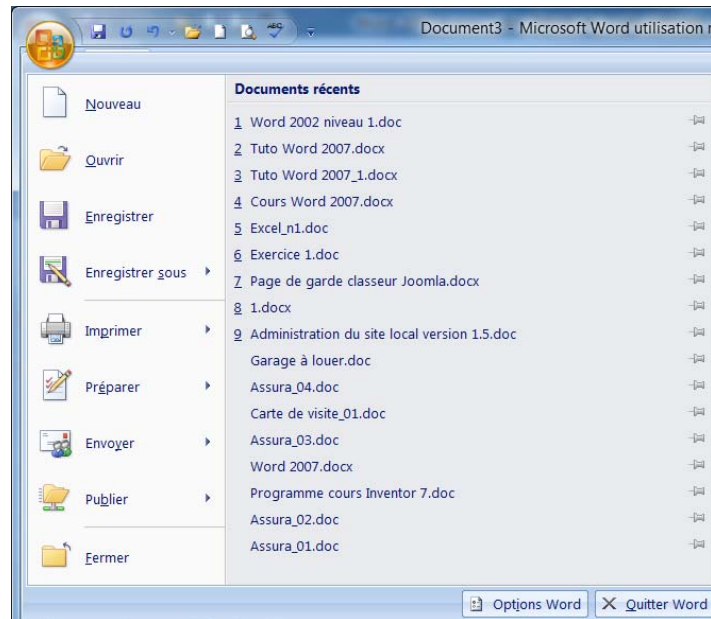 Document3 - Microsoft Word utilisation
Nouveau
Ouvrir
Enregistrer
Enregistrer sous
Imprimer
Préparer
Envoyer
Publier
Fermer
Documents récents
1 Word 2002 niveau 1.doc
2 Tuto Word 2007.docx
3 Tuto Word 2007_1.docx
4 Cours Word 2007.docx
5 Excel_n1.doc
6 Exercice 1.doc
7 Page de garde classeur Joomla.docx
8 1.docx
9 Administration du site local version 1.5.doc
Garage à louer.doc
Assura_04.doc
Carte de visite_01.doc
Assura_03.doc
Word 2007.docx
Programme cours Inventor 7.doc
Assura_02.doc
Assura_01.doc
Options Word
Quitter Word